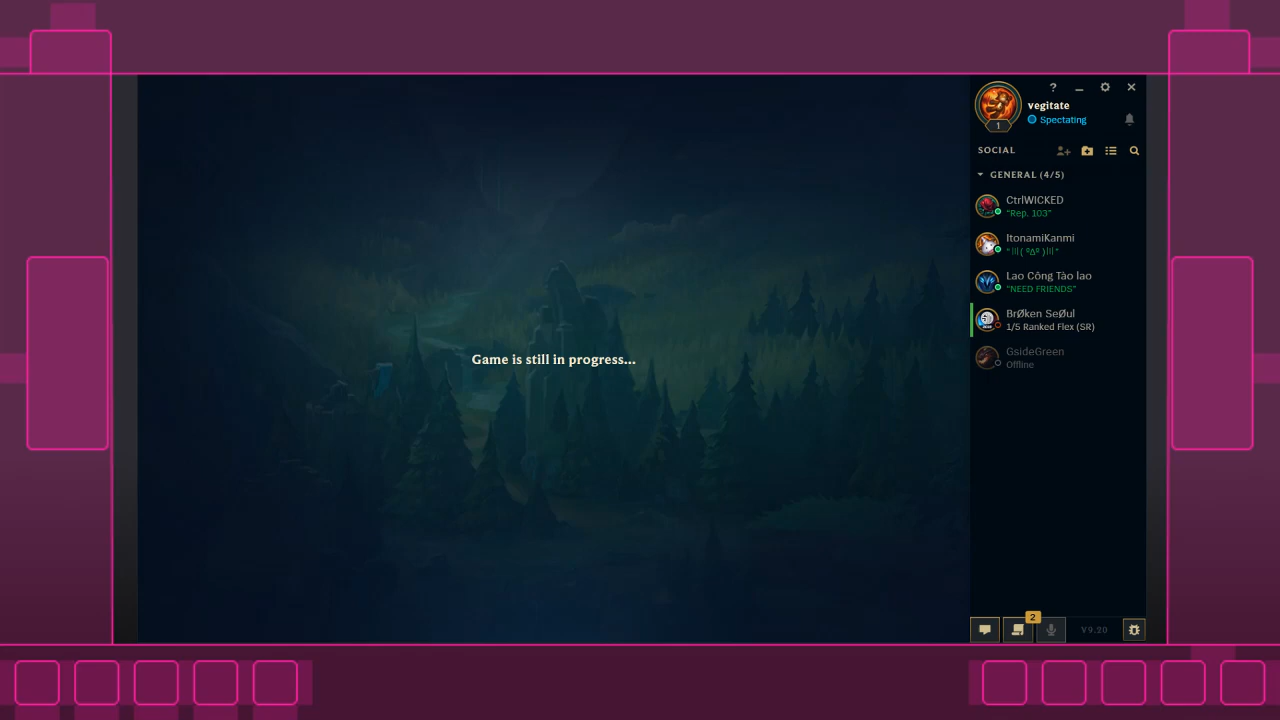 vegitate
1
Spectating
SOCIAL
GENERAL (4/5)
CtrlWICKED
"Rep. 103"
ItonamiKanmi
Lao Công Tào lao
"NEED FRIENDS"
BrØken SeØul
1/5 Ranked Flex (SR)
Game is still in progress...
GsideGreen
Offline
2
V9.20